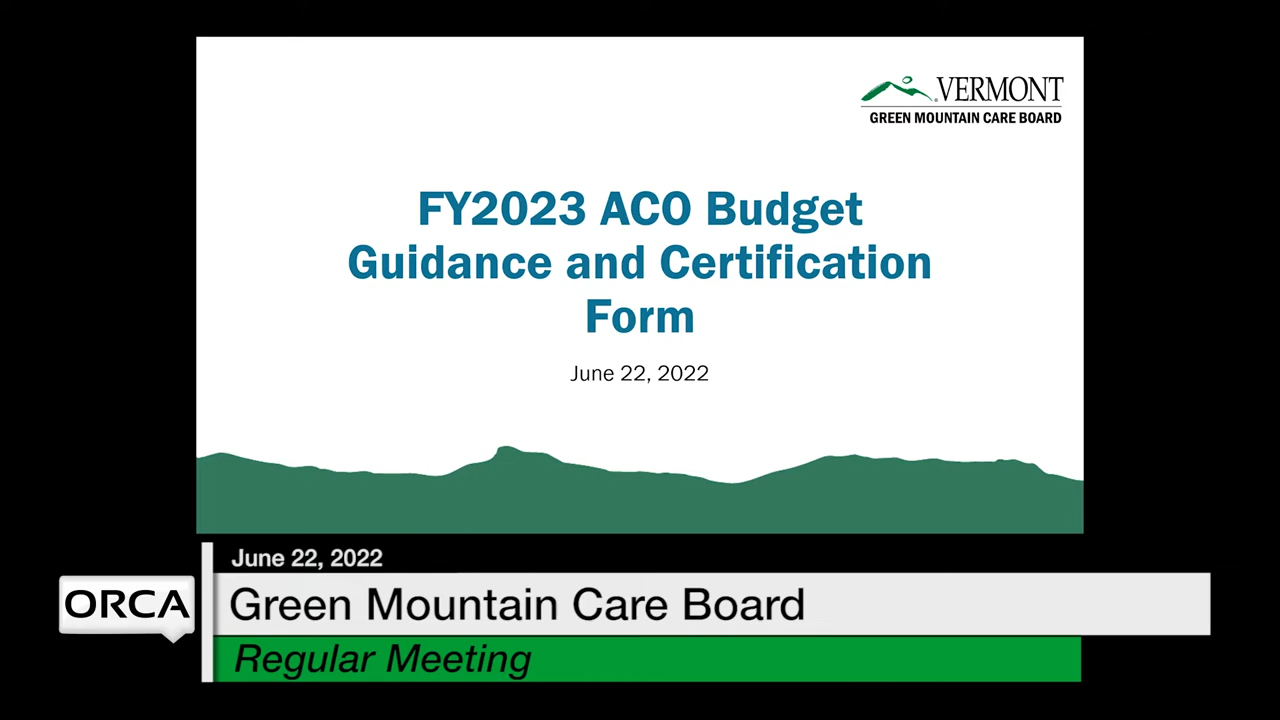 VERMONT
GREEN MOUNTAIN CARE BOARD
FY2023 ACO Budget
Guidance and Certification
Form
June 22, 2022
June 22, 2022
ORCA
Green Mountain Care Board
Regular Meeting